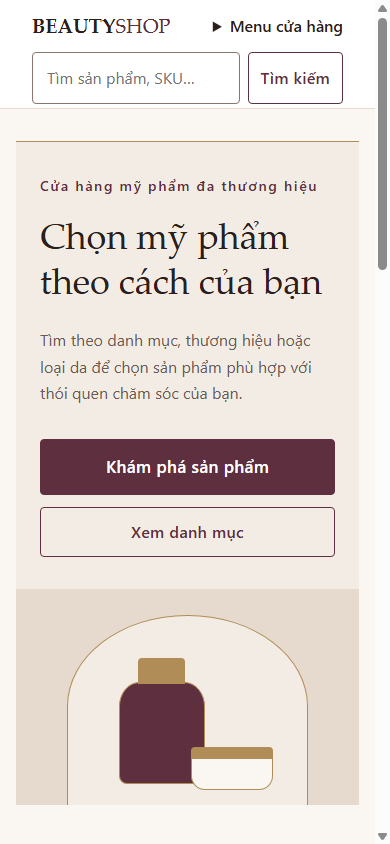 BEAUTYSHOP
▶ Menu cửa hàng
Tìm sản phẩm, SKU...
Tìm kiếm
Cửa hàng mỹ phẩm đa thương hiệu
Chọn mỹ phẩm
theo cách của bạn
Tìm theo danh mục, thương hiệu hoặc
loại da để chọn sản phẩm phù hợp với
thói quen chăm sóc của bạn.
Khám phá sản phẩm
Xem danh mục